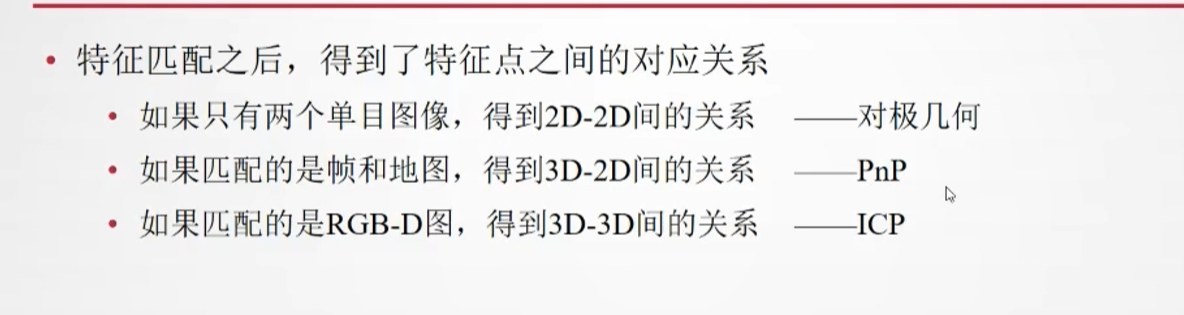 • 特征匹配之后，得到了特征点之间的对应关系
• 如果只有两个单目图像，得到2D-2D间的关系 ——对极几何
• 如果匹配的是帧和地图，得到3D-2D间的关系 ——PnP
• 如果匹配的是RGB-D图，得到3D-3D间的关系 ——ICP